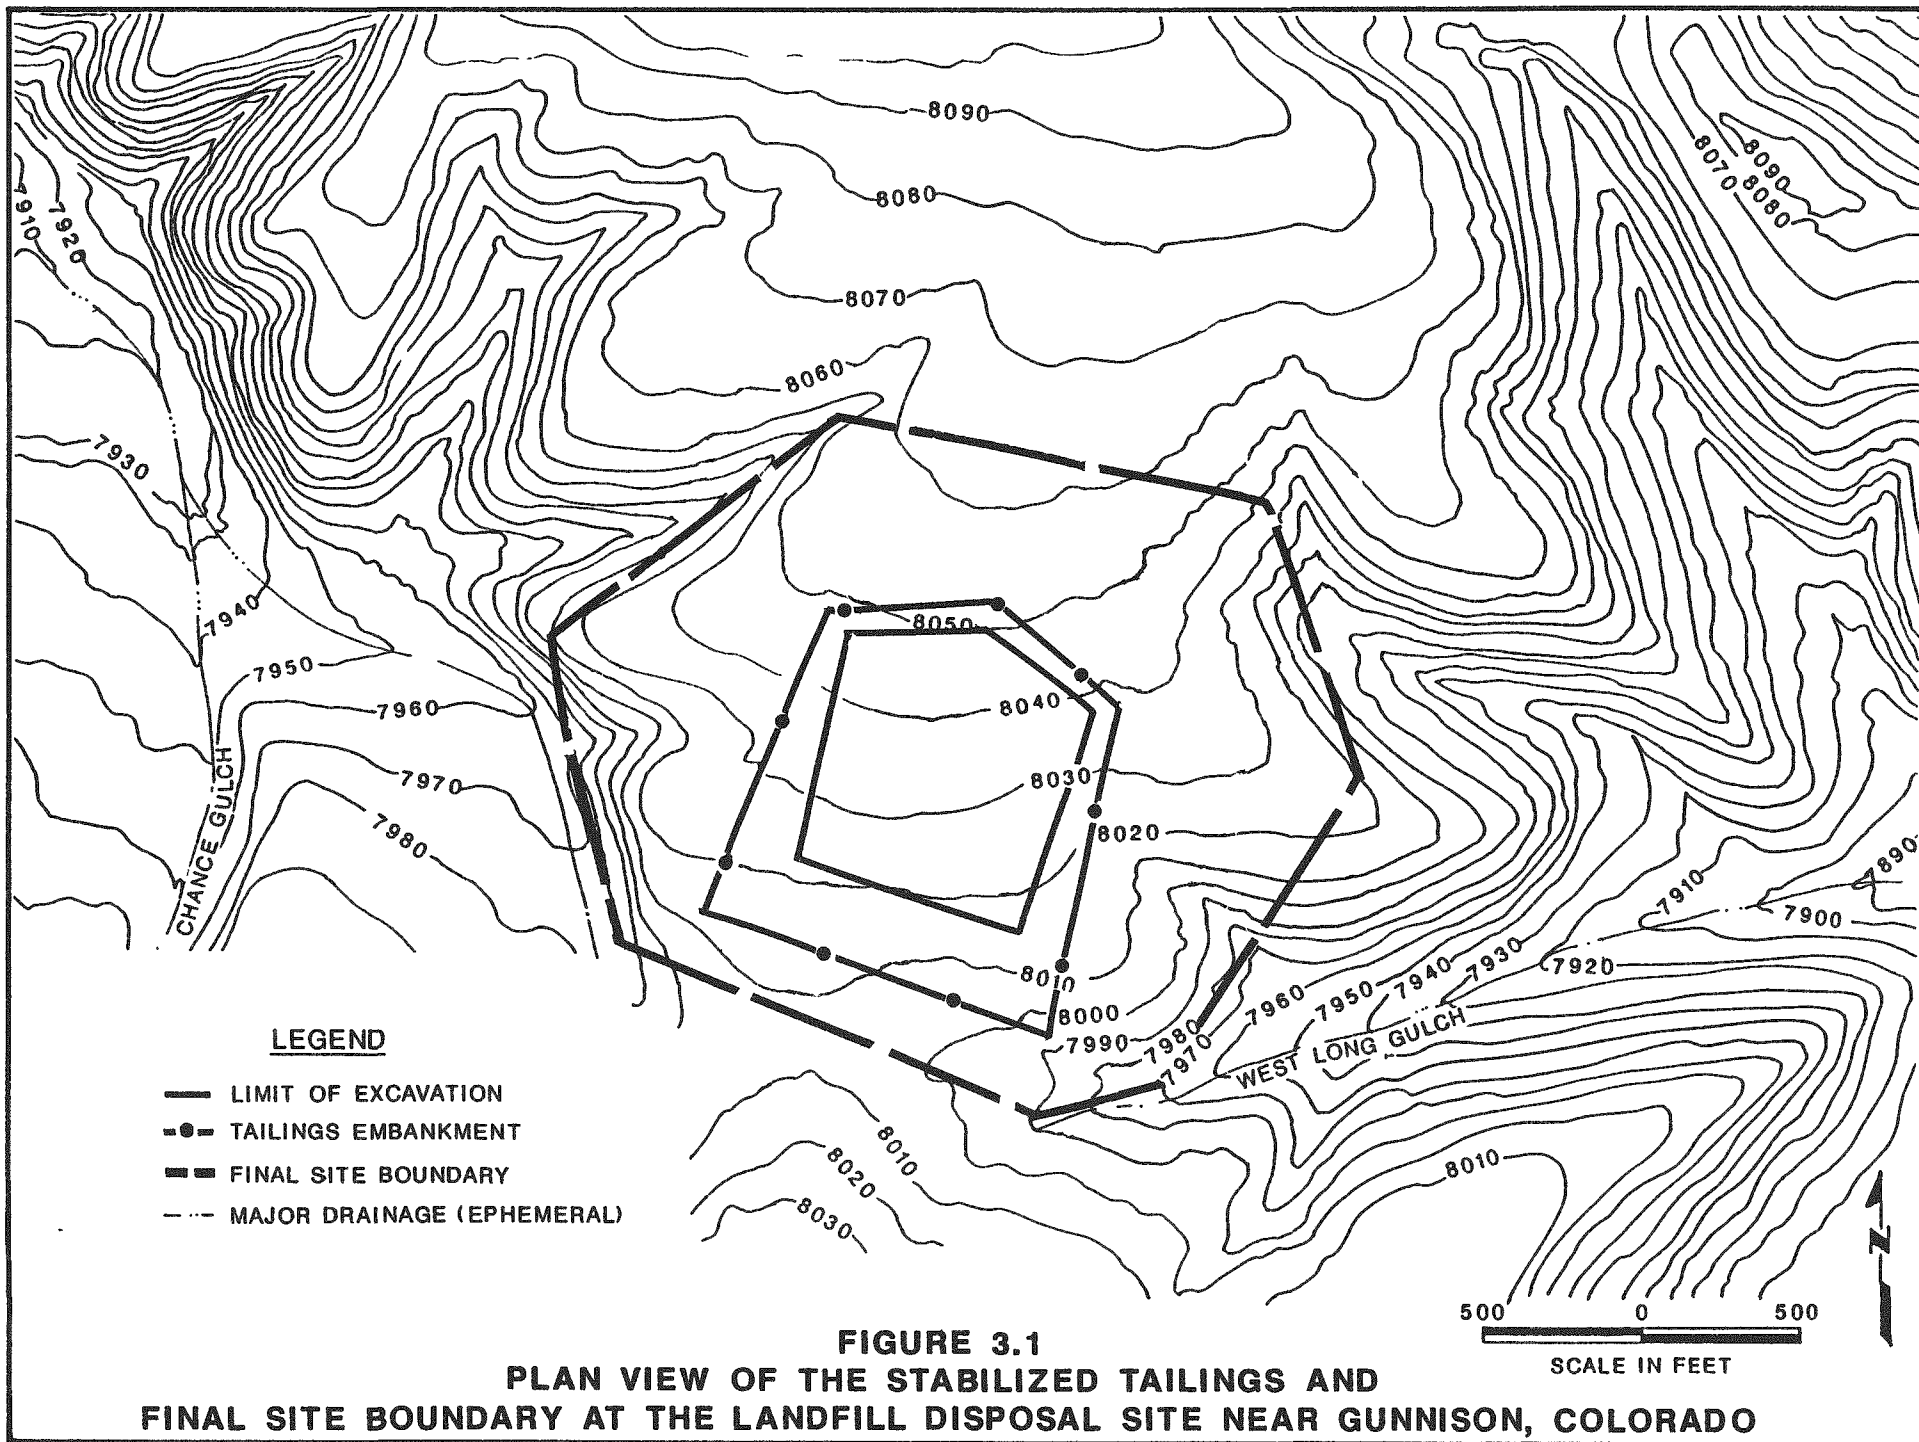 8090
8080
8070
8060
8090
8070
8080
7910
7920
7930
7940
7950
7960
7970
7980
CHANCE GULCH
8050
8040
8030
8020
8010
8000
7990
7980
7970
7960
7950
7940
7930
7920
7910
7900
7890
WEST LONG GULCH
8010
8020
8030
8010
LEGEND
LIMIT OF EXCAVATION
TAILINGS EMBANKMENT
FINAL SITE BOUNDARY
MAJOR DRAINAGE (EPHEMERAL)
N
500 0 500
SCALE IN FEET
FIGURE 3.1
PLAN VIEW OF THE STABILIZED TAILINGS AND
FINAL SITE BOUNDARY AT THE LANDFILL DISPOSAL SITE NEAR GUNNISON, COLORADO